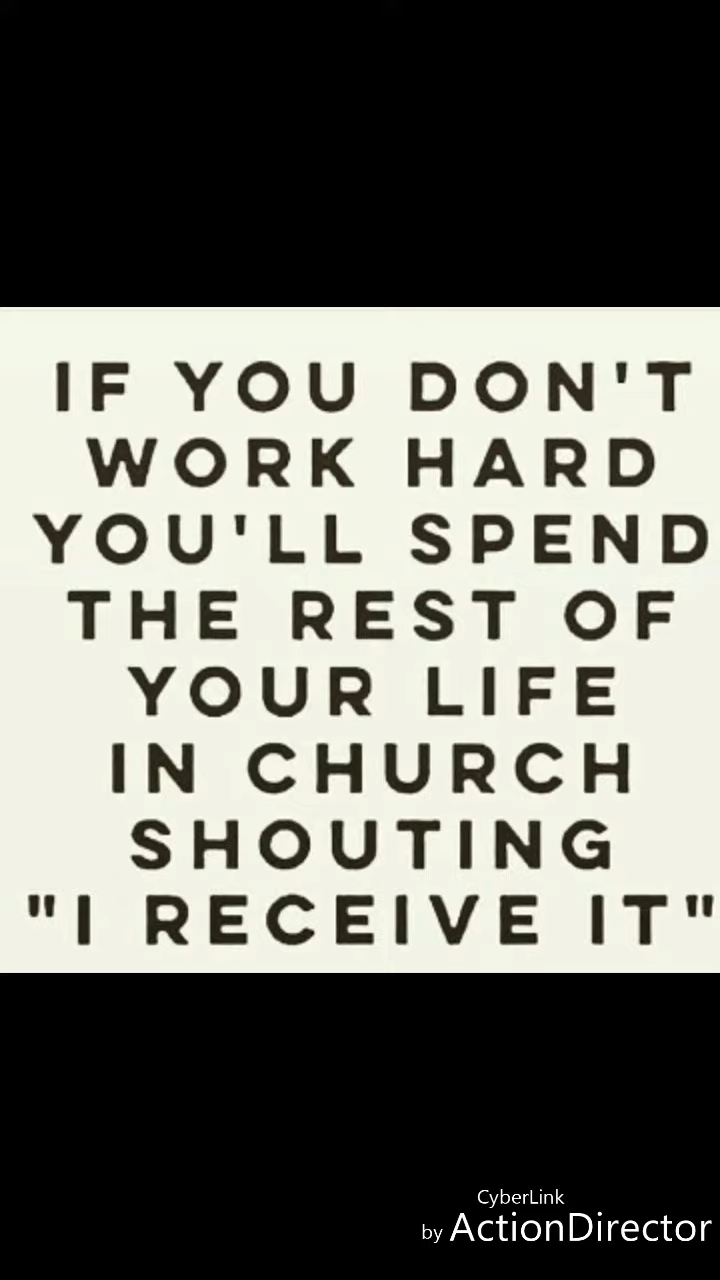 IF YOU DON'T
WORK HARD
YOU'LL SPEND
THE REST OF
YOUR LIFE
IN CHURCH
SHOUTING
"I RECEIVE IT"
CyberLink
by ActionDirector